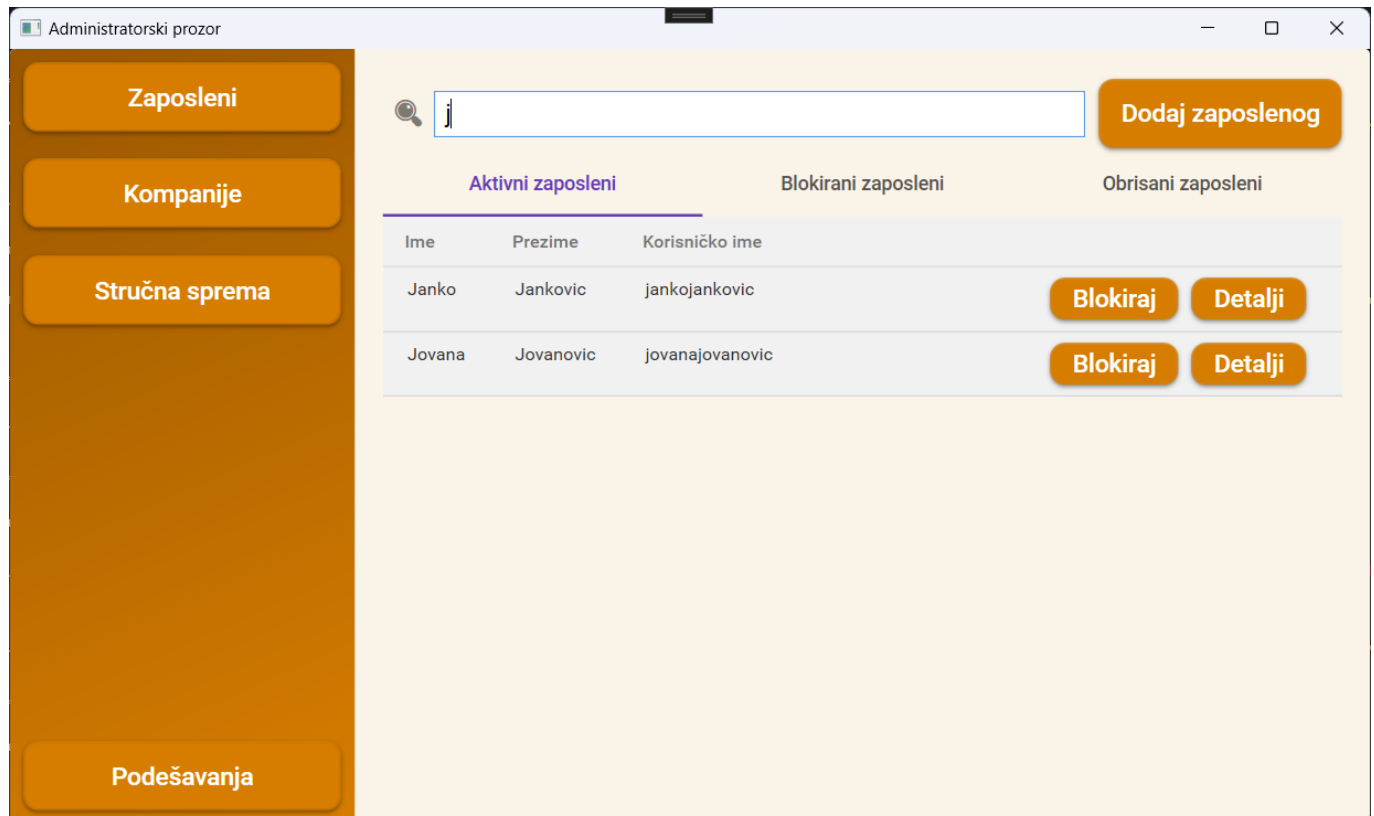 Administratorski prozor
Zaposleni
Kompanije
Stručna sprema
Podešavanja
j
Dodaj zaposlenog
Aktivni zaposleni Blokirani zaposleni Obrisani zaposleni
Ime Prezime Korisničko ime
Janko Jankovic jankojankovic Blokiraj Detalji
Jovana Jovanovic jovanajovanovic Blokiraj Detalji